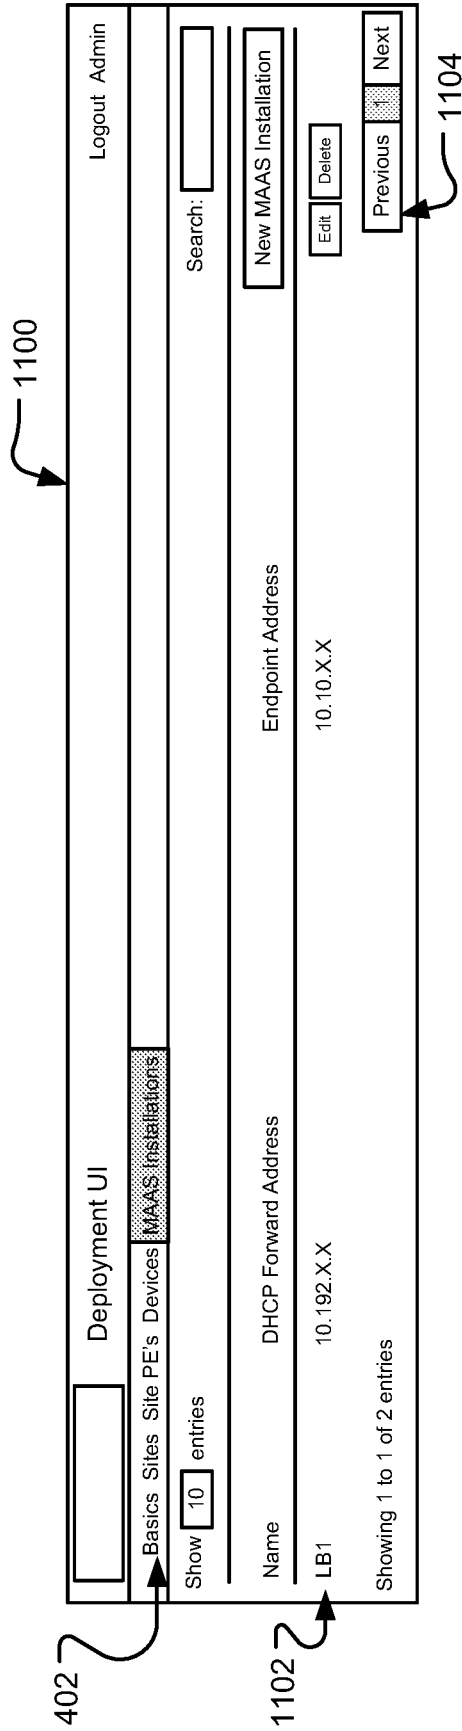 1100
Deployment UI
Logout Admin
402
Basics Sites Site PE's Devices MAAS Installations
Show 10 entries
Search:
New MAAS Installation
Name DHCP Forward Address Endpoint Address
1102
LB1 10.192.X.X 10.10.X.X Edit Delete
Showing 1 to 1 of 2 entries
Previous 1 Next
1104